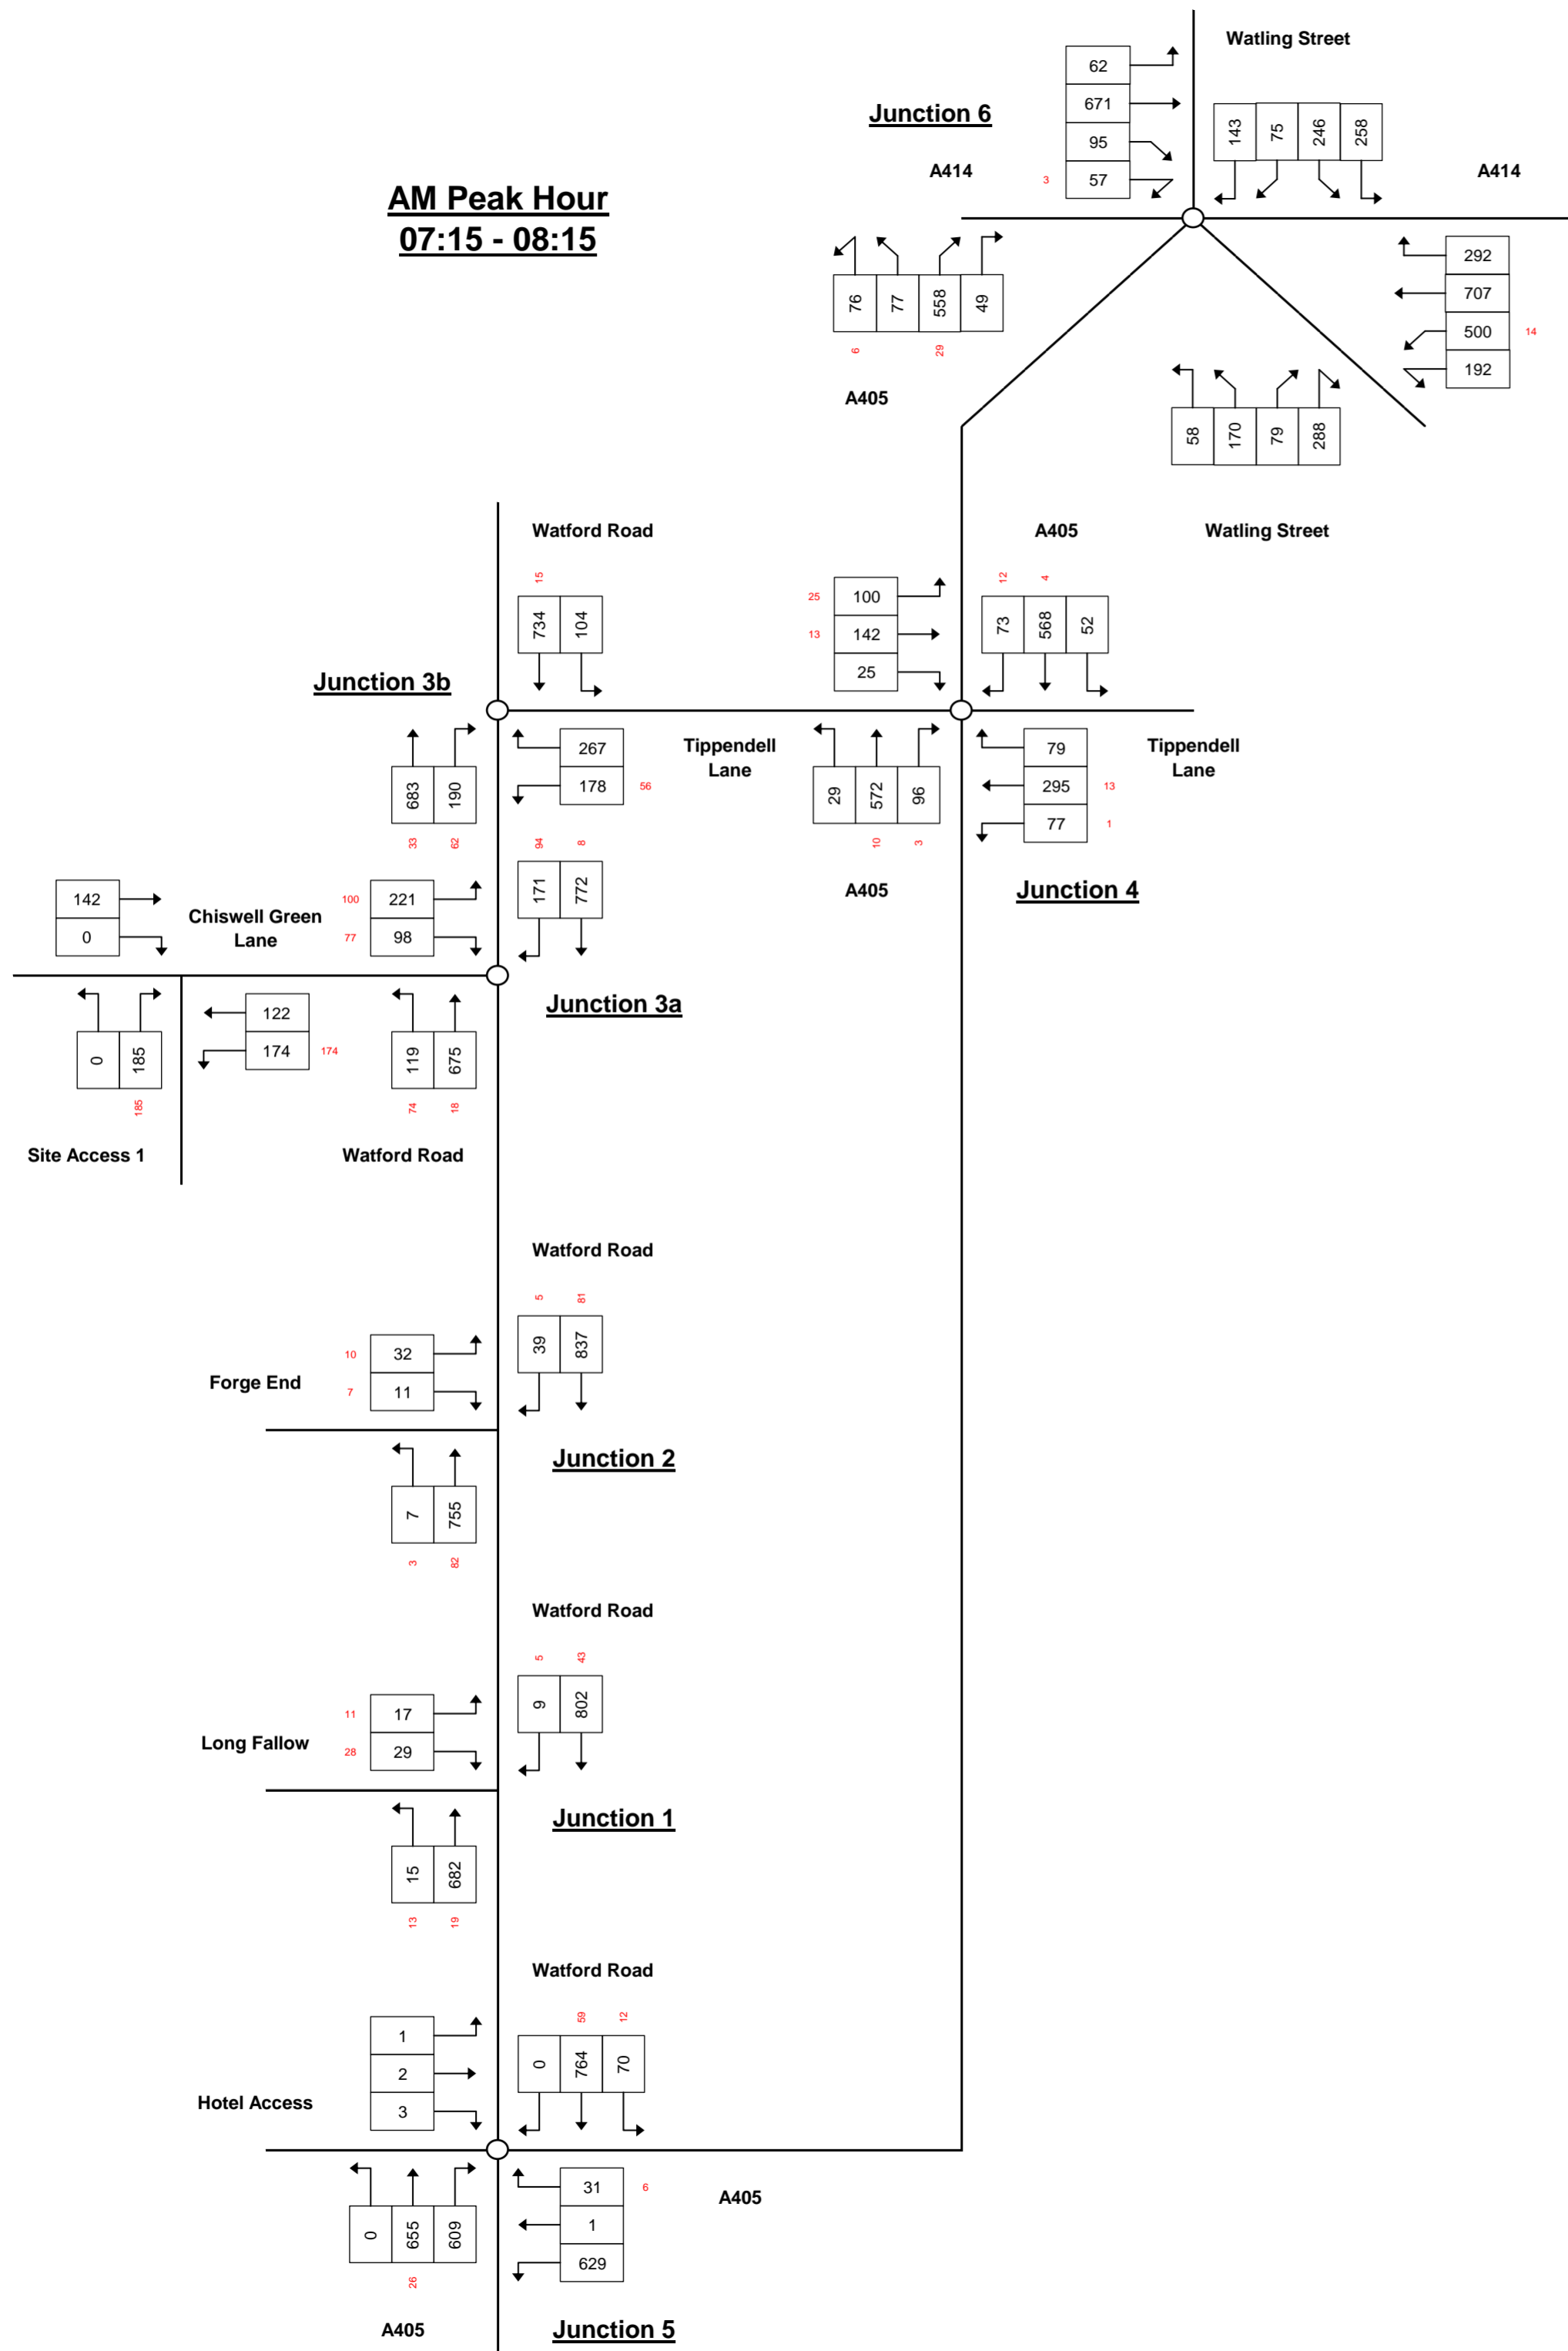 Watling Street
62
671
95
3 57
Junction 6
A414
143 75 246 258
A414
AM Peak Hour
07:15 - 08:15
76 77 558 49
6 29
A405
292
707
500 14
192
58 170 79 288
Watford Road
A405
Watling Street
15
734 104
25 100
13 142
25
12 4
73 568 52
Junction 3b
683 190
33 62
267
178 56
Tippendell
Lane
29 572 96
10 3
A405
79
295 13
77 1
Tippendell
Lane
Junction 4
142
0
Chiswell Green
Lane
100 221
77 98
94 8
171 772
Junction 3a
0 185
185
122
174 174
119 675
74 18
Site Access 1
Watford Road
Watford Road
5 81
39 837
10 32
7 11
Forge End
Junction 2
7 755
3 82
Watford Road
5 43
9 802
11 17
28 29
Long Fallow
Junction 1
15 682
13 19
Watford Road
59 12
0 764 70
1
2
3
Hotel Access
0 655 609
26
31 6
1
629
A405
A405
Junction 5